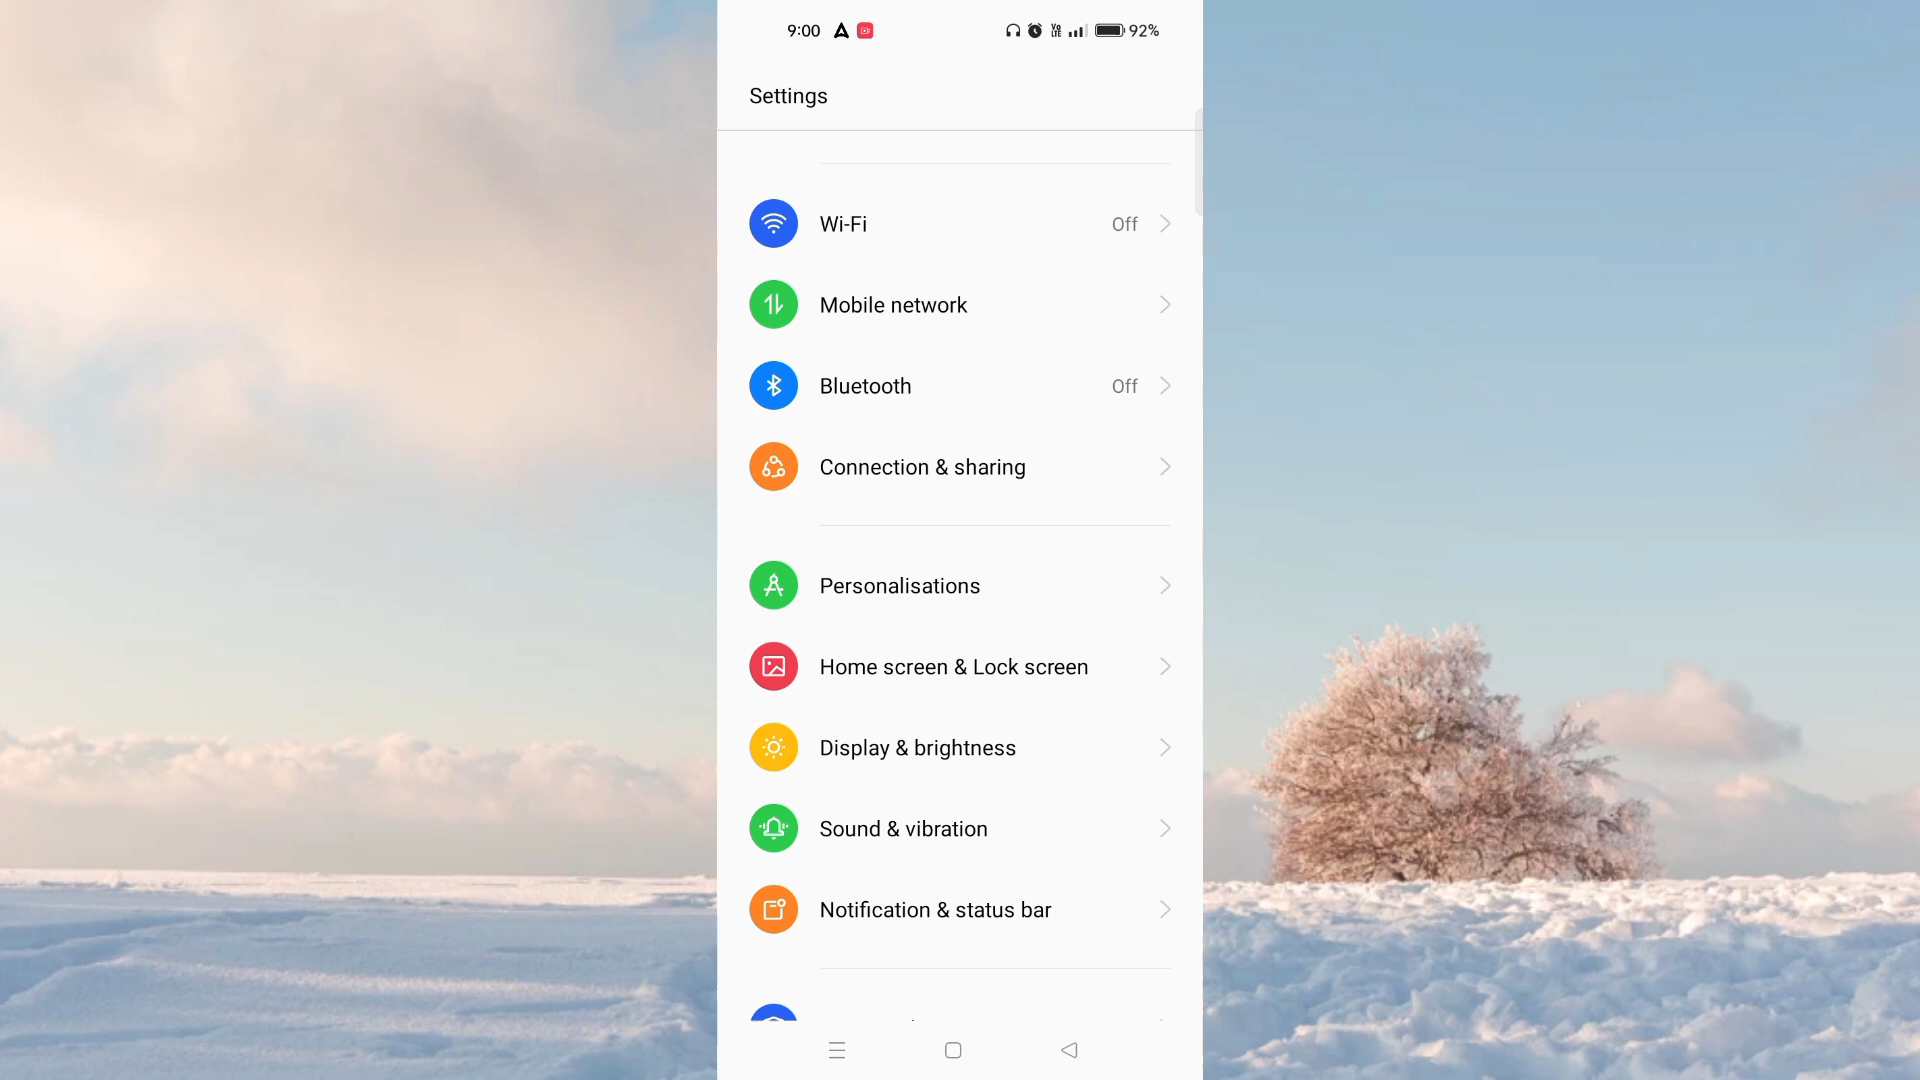 9:00 VoLTE 92%
Settings
Wi-Fi Off
Mobile network
Bluetooth Off
Connection & sharing
Personalisations
Home screen & Lock screen
Display & brightness
Sound & vibration
Notification & status bar